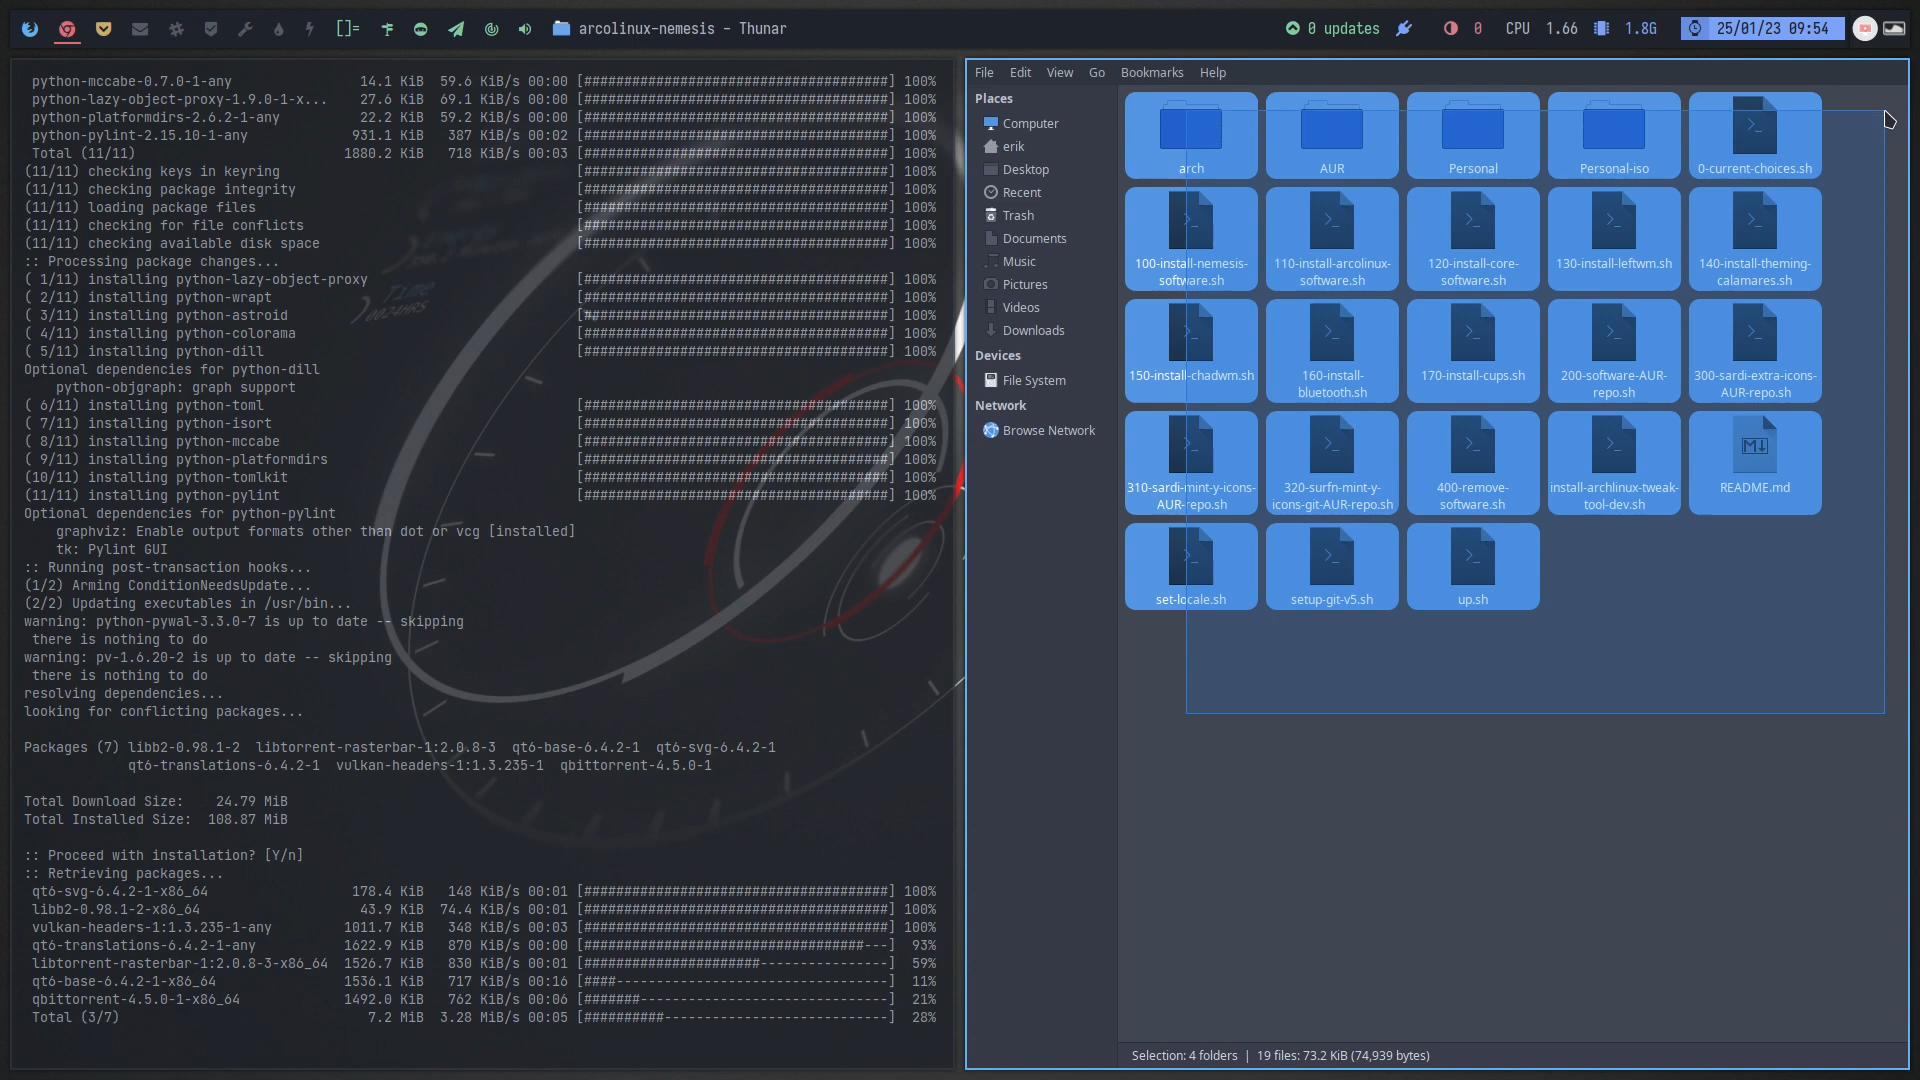 []= arcolinux-nemesis - Thunar 0 updates 0 CPU 1.66 1.8G 25/01/23 09:54
python-mccabe-0.7.0-1-any 14.1 KiB 59.6 KiB/s 00:00 [######################################] 100%
python-lazy-object-proxy-1.9.0-1-x... 27.6 KiB 69.1 KiB/s 00:00 [######################################] 100%
python-platformdirs-2.6.2-1-any 22.2 KiB 59.2 KiB/s 00:00 [######################################] 100%
python-pylint-2.15.10-1-any 931.1 KiB 387 KiB/s 00:02 [######################################] 100%
Total (11/11) 1880.2 KiB 718 KiB/s 00:03 [######################################] 100%
(11/11) checking keys in keyring [######################################] 100%
(11/11) checking package integrity [######################################] 100%
(11/11) loading package files [######################################] 100%
(11/11) checking for file conflicts [######################################] 100%
(11/11) checking available disk space [######################################] 100%
:: Processing package changes...
( 1/11) installing python-lazy-object-proxy [######################################] 100%
( 2/11) installing python-wrapt [######################################] 100%
( 3/11) installing python-astroid [######################################] 100%
( 4/11) installing python-colorama [######################################] 100%
( 5/11) installing python-dill [######################################] 100%
Optional dependencies for python-dill
python-objgraph: graph support
( 6/11) installing python-toml [######################################] 100%
( 7/11) installing python-isort [######################################] 100%
( 8/11) installing python-mccabe [######################################] 100%
( 9/11) installing python-platformdirs [######################################] 100%
(10/11) installing python-tomlkit [######################################] 100%
(11/11) installing python-pylint [######################################] 100%
Optional dependencies for python-pylint
graphviz: Enable output formats other than dot or vcg [installed]
tk: Pylint GUI
:: Running post-transaction hooks...
(1/2) Arming ConditionNeedsUpdate...
(2/2) Updating executables in /usr/bin...
warning: python-pywal-3.3.0-7 is up to date -- skipping
there is nothing to do
warning: pv-1.6.20-2 is up to date -- skipping
there is nothing to do
resolving dependencies...
looking for conflicting packages...
Packages (7) libb2-0.98.1-2 libtorrent-rasterbar-1:2.0.8-3 qt6-base-6.4.2-1 qt6-svg-6.4.2-1
qt6-translations-6.4.2-1 vulkan-headers-1:1.3.235-1 qbittorrent-4.5.0-1
Total Download Size: 24.79 MiB
Total Installed Size: 108.87 MiB
:: Proceed with installation? [Y/n]
:: Retrieving packages...
qt6-svg-6.4.2-1-x86_64 178.4 KiB 148 KiB/s 00:01 [######################################] 100%
libb2-0.98.1-2-x86_64 43.9 KiB 74.4 KiB/s 00:01 [######################################] 100%
vulkan-headers-1:1.3.235-1-any 1011.7 KiB 348 KiB/s 00:03 [######################################] 100%
qt6-translations-6.4.2-1-any 1622.9 KiB 870 KiB/s 00:00 [###################################---] 93%
libtorrent-rasterbar-1:2.0.8-3-x86_64 1526.7 KiB 830 KiB/s 00:01 [######################----------------] 59%
qt6-base-6.4.2-1-x86_64 1536.1 KiB 717 KiB/s 00:16 [####----------------------------------] 11%
qbittorrent-4.5.0-1-x86_64 1492.0 KiB 762 KiB/s 00:06 [#######-------------------------------] 21%
Total (3/7) 7.2 MiB 3.28 MiB/s 00:05 [##########----------------------------] 28%
Time
0024HRS
File Edit View Go Bookmarks Help
Places
Computer
erik
Desktop
Recent
Trash
Documents
Music
Pictures
Videos
Downloads
Devices
File System
Network
Browse Network
arch AUR Personal Personal-iso 0-current-choices.sh
100-install-nemesis- 110-install-arcolinux- 120-install-core- 130-install-leftwm.sh 140-install-theming-
software.sh software.sh software.sh calamares.sh
150-install-chadwm.sh 160-install- 170-install-cups.sh 200-software-AUR- 300-sardi-extra-icons-
bluetooth.sh repo.sh AUR-repo.sh
M↓
310-sardi-mint-y-icons- 320-surfn-mint-y- 400-remove- install-archlinux-tweak- README.md
AUR-repo.sh icons-git-AUR-repo.sh software.sh tool-dev.sh
set-locale.sh setup-git-v5.sh up.sh
Selection: 4 folders | 19 files: 73.2 KiB (74,939 bytes)